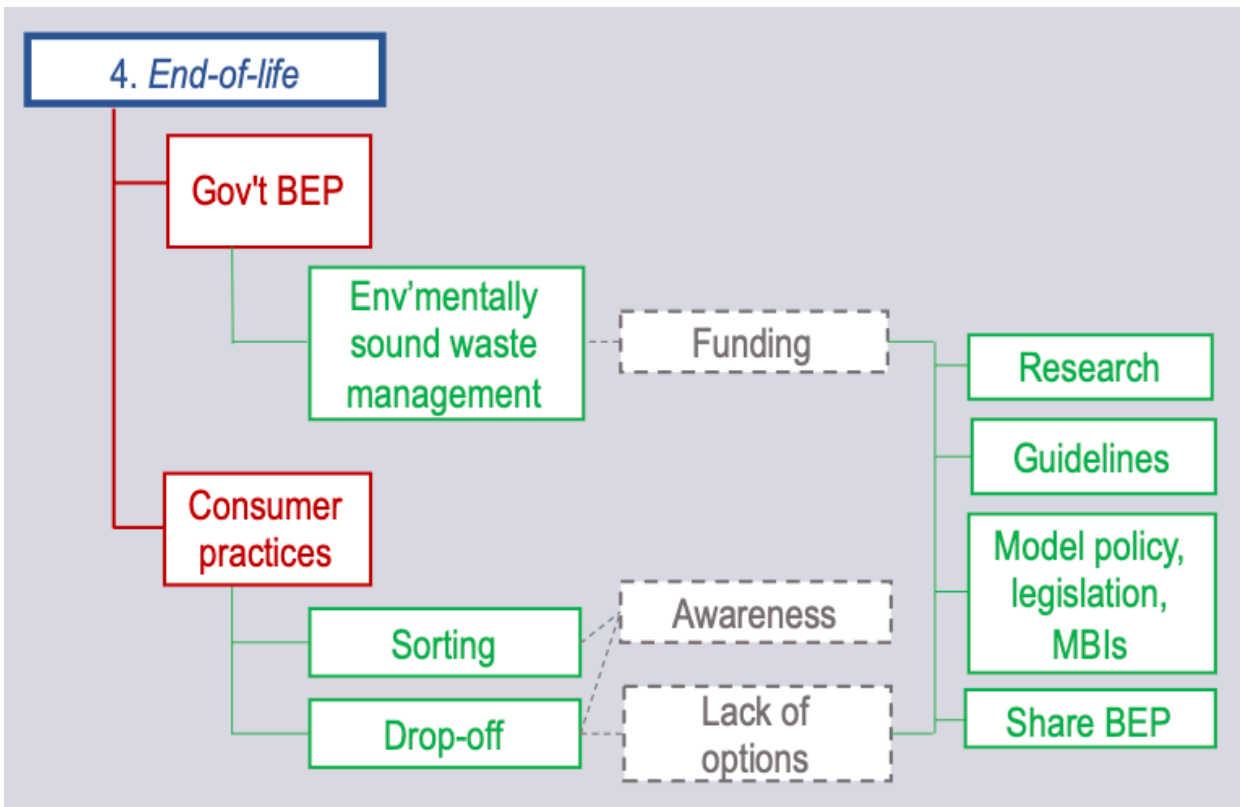 4. End-of-life
Gov't BEP
Env’mentally
sound waste
management
Funding
Research
Guidelines
Consumer
practices
Model policy,
legislation,
MBIs
Awareness
Sorting
Lack of
options
Drop-off
Share BEP